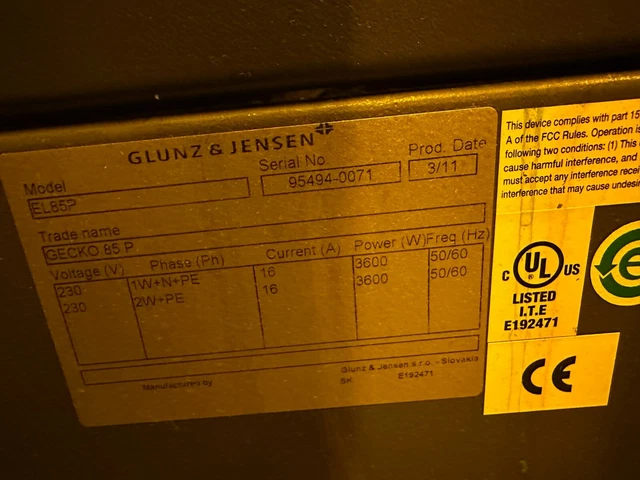 GLUNZ & JENSEN
Model
Serial No
Prod. Date
EL85P
95494-0071
3/11
Trade name
GECKO 85 P
Voltage (V) Phase (Ph) Current (A) Power (W) Freq (Hz)
230 1W+N+PE 16 3600 50/60
230 2W+PE 16 3600 50/60
Manufactured by
Glunz & Jensen s.r.o. - Slovakia
SK E192471
This device complies with part 15
A of the FCC Rules. Operation is
following two conditions: (1) This
cause harmful interference, and
must accept any interference rece
interference that may cause undesi
C UL US
LISTED
I.T.E
E192471
CE
e